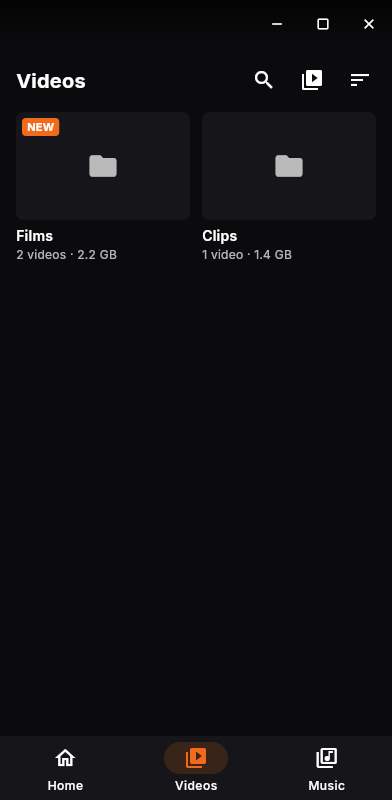 Videos
NEW
Films
2 videos · 2.2 GB
Clips
1 video · 1.4 GB
Home
Videos
Music